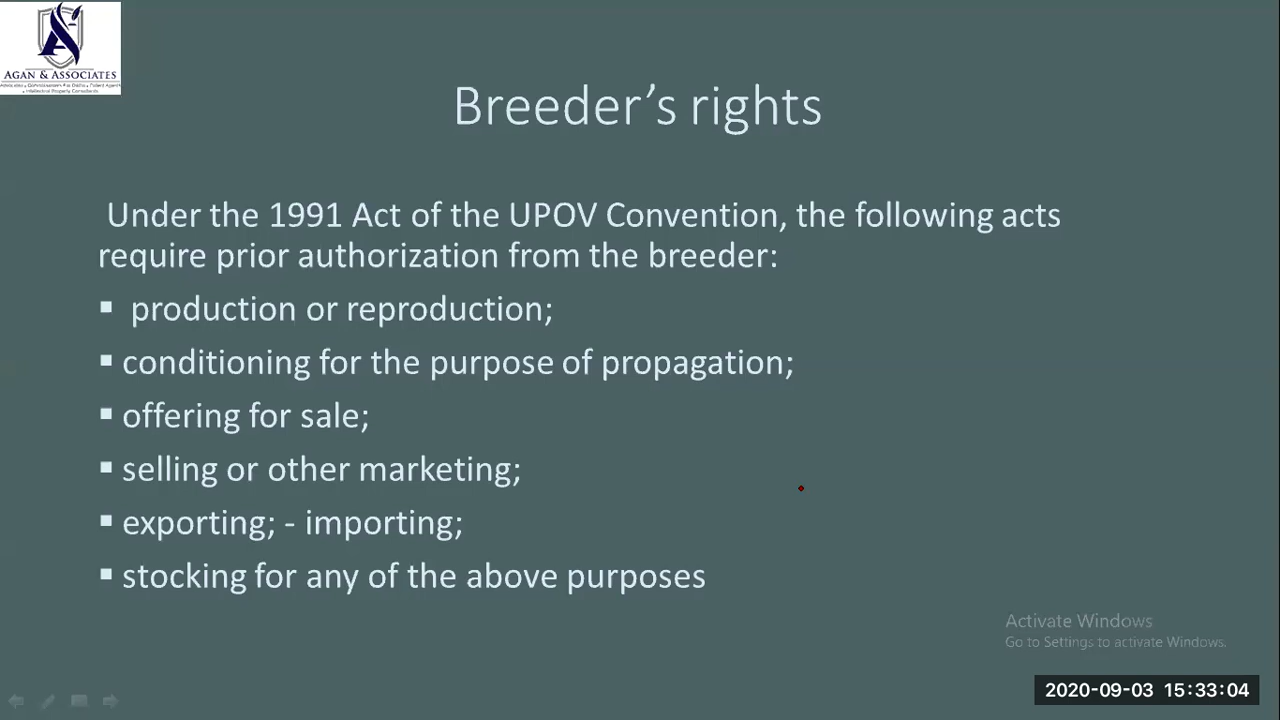 AGAN & ASSOCIATES
Breeder’s rights
Under the 1991 Act of the UPOV Convention, the following acts
require prior authorization from the breeder:
▪ production or reproduction;
▪ conditioning for the purpose of propagation;
▪ offering for sale;
▪ selling or other marketing;
▪ exporting; - importing;
▪ stocking for any of the above purposes
Activate Windows
Go to Settings to activate Windows.
2020-09-03 15:33:04